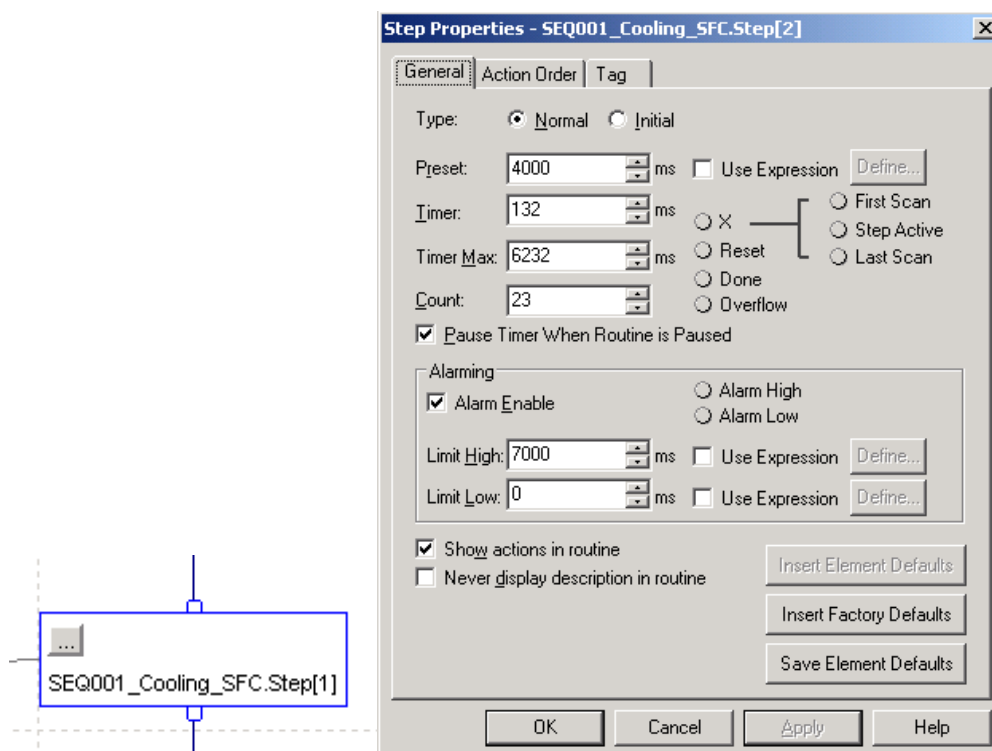 Step Properties - SEQ001_Cooling_SFC.Step[2]
General Action Order Tag
Type: Normal Initial
Preset: 4000 ms Use Expression Define...
Timer: 132 ms
X
First Scan
Step Active
Last Scan
Timer Max: 6232 ms
Reset
Done
Count: 23
Overflow
Pause Timer When Routine is Paused
Alarming
Alarm Enable
Alarm High
Alarm Low
Limit High: 7000 ms Use Expression Define...
Limit Low: 0 ms Use Expression Define...
Show actions in routine
Never display description in routine
Insert Element Defaults
Insert Factory Defaults
Save Element Defaults
OK Cancel Apply Help
...
SEQ001_Cooling_SFC.Step[1]